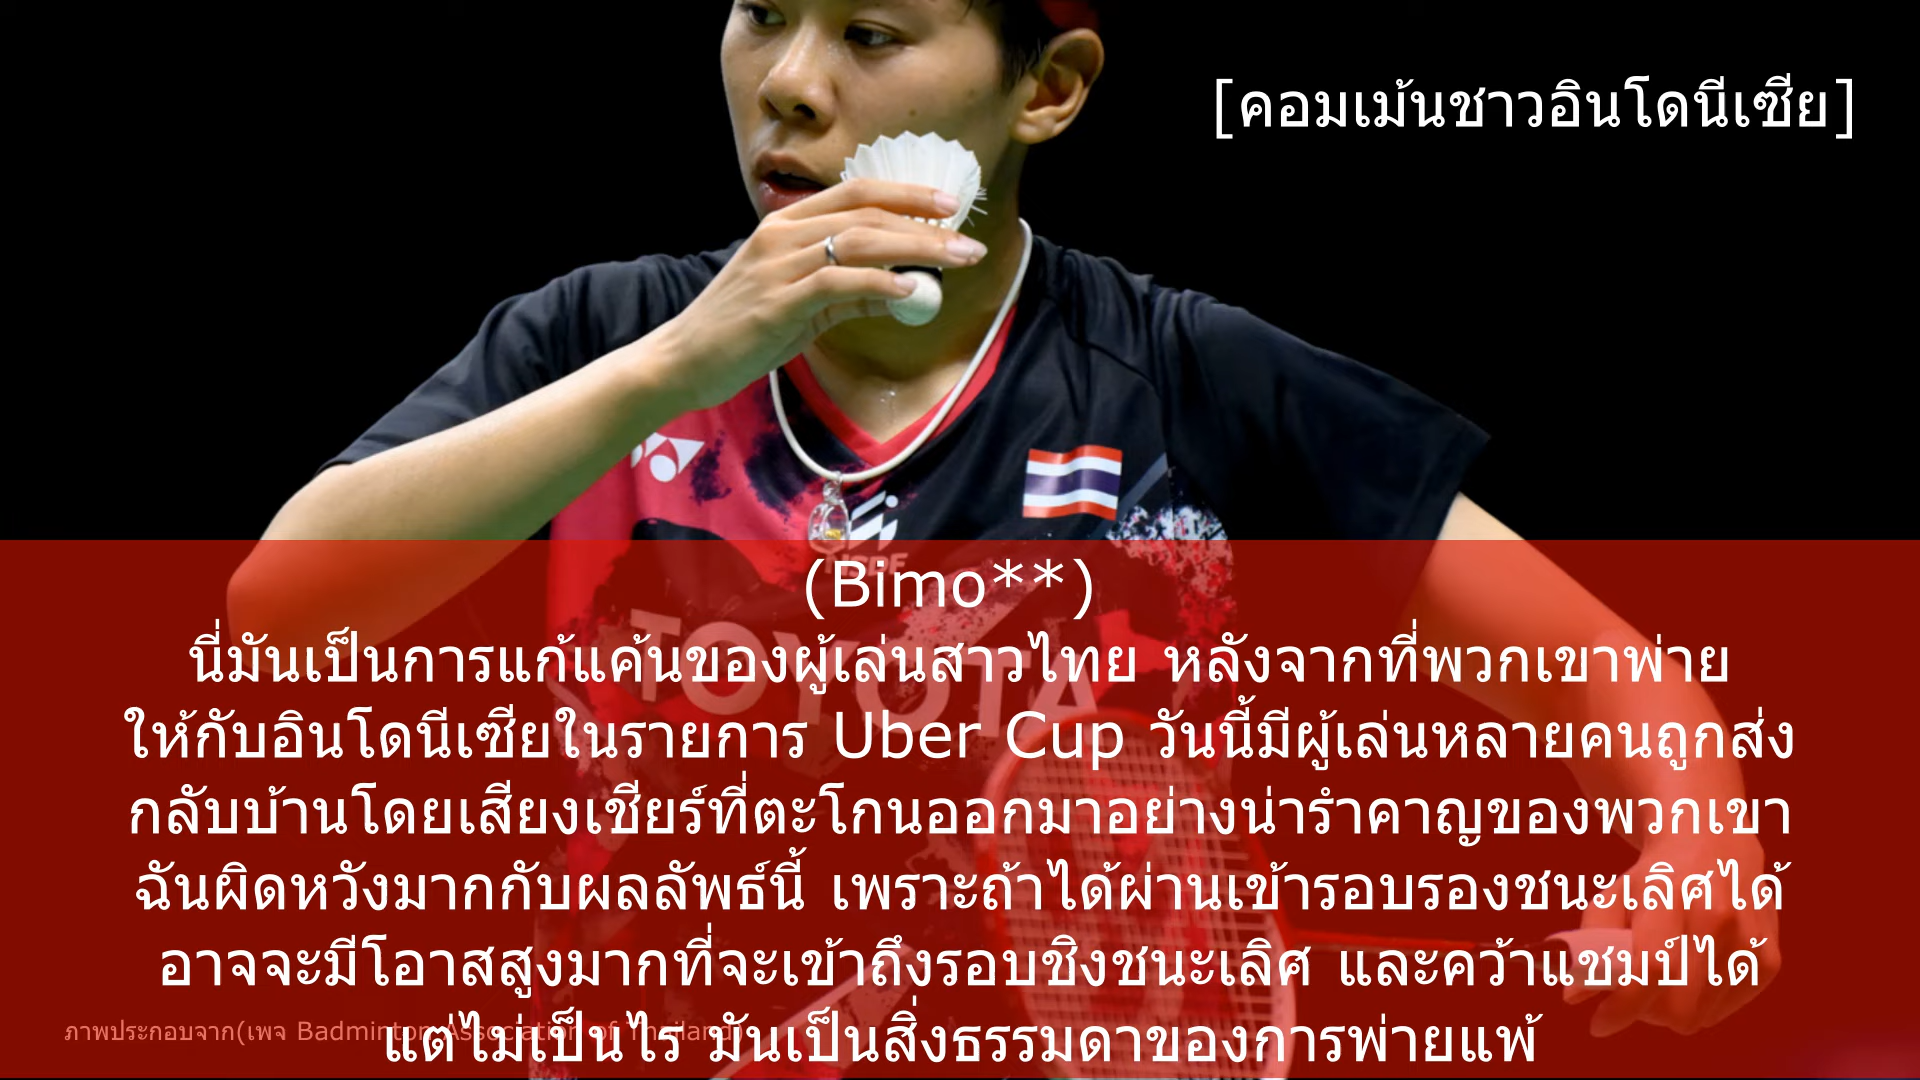 [คอมเม้นชาวอินโดนีเซีย]
NSDF
TOYOTA
(Bimo**)
นี่มันเป็นการแก้แค้นของผู้เล่นสาวไทย หลังจากที่พวกเขาพ่าย
ให้กับอินโดนีเซียในรายการ Uber Cup วันนี้มีผู้เล่นหลายคนถูกส่ง
กลับบ้านโดยเสียงเชียร์ที่ตะโกนออกมาอย่างน่ารำคาญของพวกเขา
ฉันผิดหวังมากกับผลลัพธ์นี้ เพราะถ้าได้ผ่านเข้ารอบรองชนะเลิศได้
อาจจะมีโอาสสูงมากที่จะเข้าถึงรอบชิงชนะเลิศ และคว้าแชมป์ได้
แต่ไม่เป็นไร มันเป็นสิ่งธรรมดาของการพ่ายแพ้
ภาพประกอบจาก(เพจ Badminton Association of Thailand)